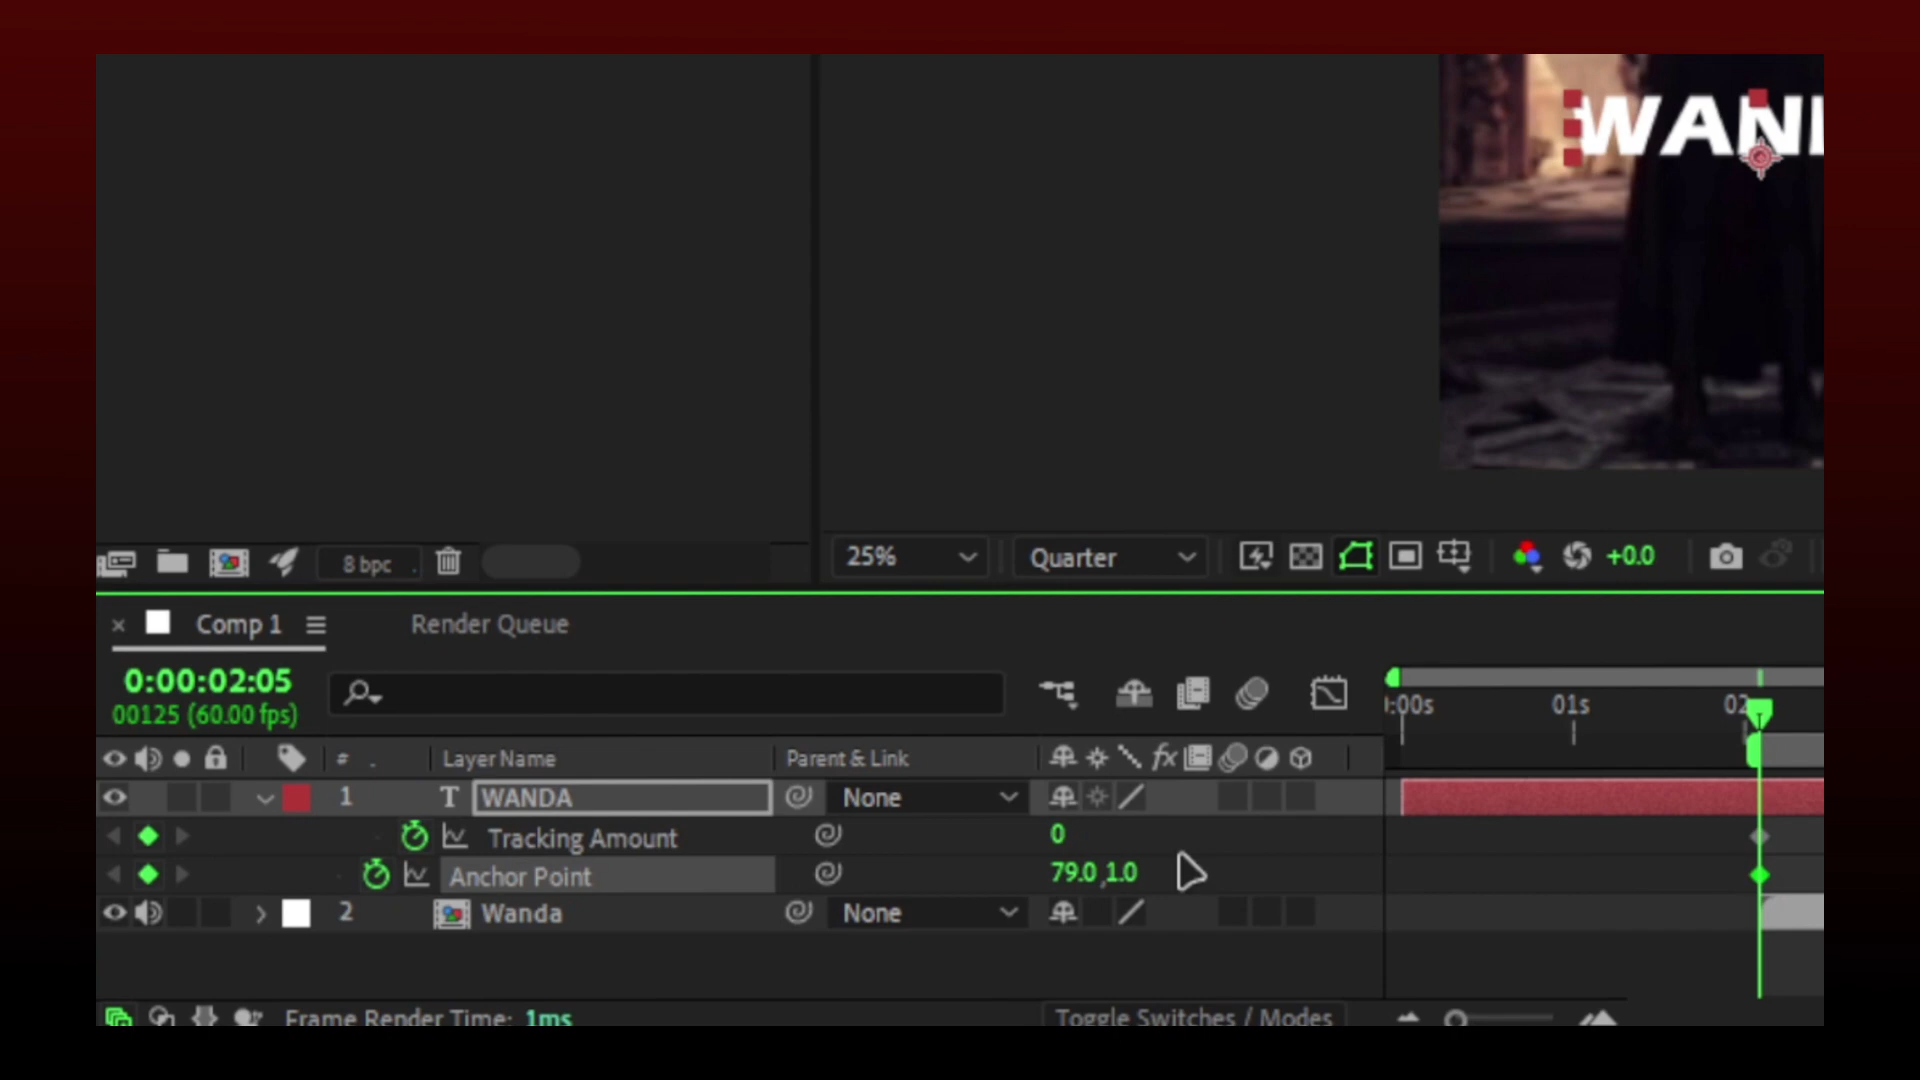 WAN
8 bpc
25%
Quarter
+0.0
Comp 1
Render Queue
0:00:02:05
00125 (60.00 fps)
:00s
01s
02
#
Layer Name
Parent & Link
fx
1
T
WANDA
None
Tracking Amount
0
Anchor Point
79.0,1.0
2
Wanda
None
Frame Render Time: 1ms
Toggle Switches / Modes